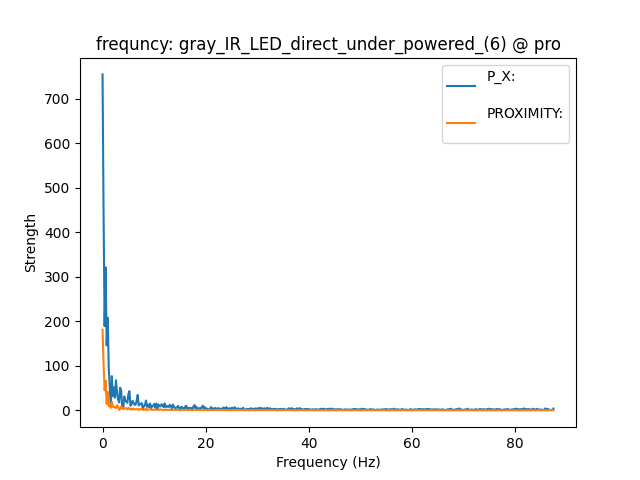 frequncy: gray_IR_LED_direct_under_powered_(6) @ pro
P_X:
PROXIMITY:
Strength
700
600
500
400
300
200
100
0
0 20 40 60 80
Frequency (Hz)